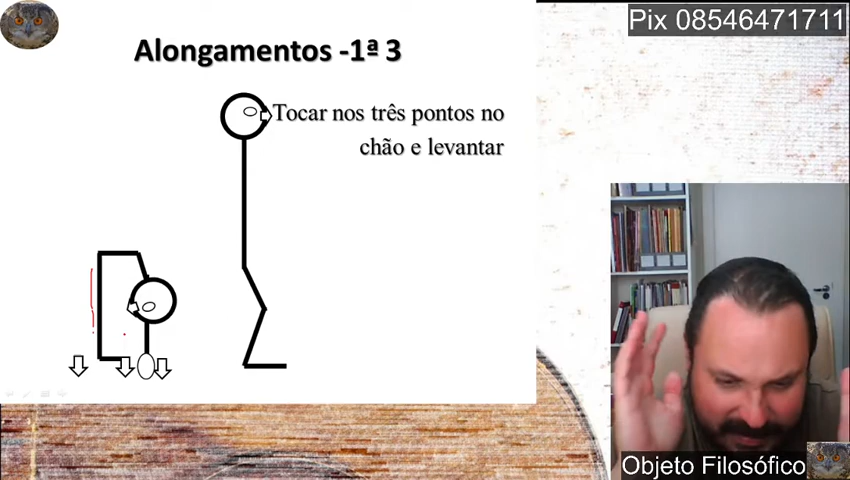 Pix 08546471711
Alongamentos -1ª 3
Tocar nos três pontos no
chão e levantar
Objeto Filosófico